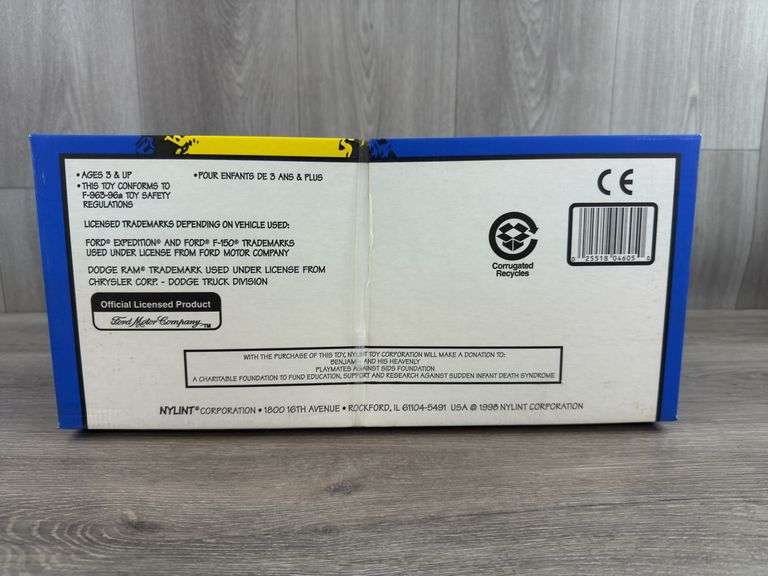 • AGES 3 & UP
• POUR ENFANTS DE 3 ANS & PLUS
• THIS TOY CONFORMS TO
F-963-96a TOY SAFETY
REGULATIONS
LICENSED TRADEMARKS DEPENDING ON VEHICLE USED:
FORD® EXPEDITION® AND FORD® F-150® TRADEMARKS
USED UNDER LICENSE FROM FORD MOTOR COMPANY
DODGE RAM® TRADEMARK USED UNDER LICENSE FROM
CHRYSLER CORP. - DODGE TRUCK DIVISION
Official Licensed Product
Ford Motor Company™
CE
0 25518 04605 0
Corrugated
Recycles
WITH THE PURCHASE OF THIS TOY, NYLINT TOY CORPORATION WILL MAKE A DONATION TO:
AND HIS HEAVENLY
PLAYMATES AGAINST SIDS FOUNDATION
A CHARITABLE FOUNDATION TO FUND EDUCATION, SUPPORT AND RESEARCH AGAINST SUDDEN INFANT DEATH SYNDROME
NYLINT® CORPORATION • 1800 16TH AVENUE • ROCKFORD, IL 61104-5491 USA © 1998 NYLINT CORPORATION